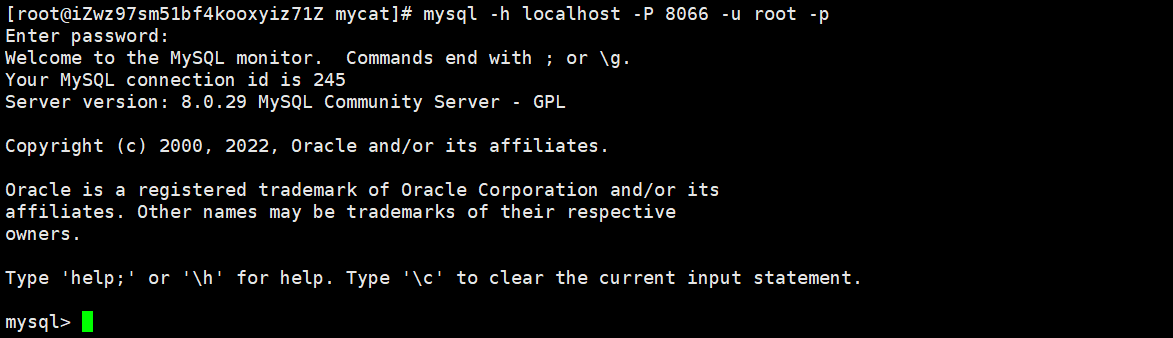 [root@iZwz97sm51bf4kooxyiz71Z mycat]# mysql -h localhost -P 8066 -u root -p
Enter password:
Welcome to the MySQL monitor.  Commands end with ; or \g.
Your MySQL connection id is 245
Server version: 8.0.29 MySQL Community Server - GPL
Copyright (c) 2000, 2022, Oracle and/or its affiliates.
Oracle is a registered trademark of Oracle Corporation and/or its
affiliates. Other names may be trademarks of their respective
owners.
Type 'help;' or '\h' for help. Type '\c' to clear the current input statement.
mysql>